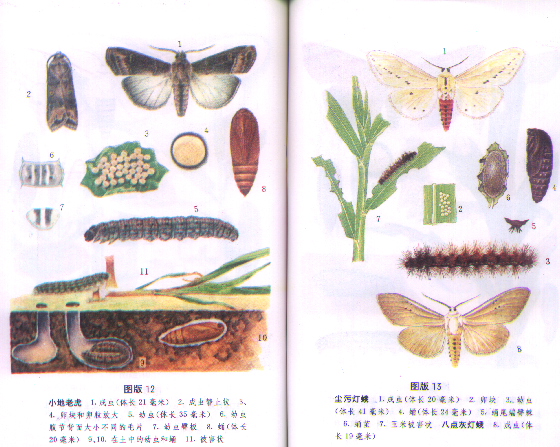 1
2
3
4
6
7
8
5
11
9
10
图版 12
小地老虎 1. 成虫(体长 21 毫米) 2. 成虫静止状 3、
4. 卵块和卵粒放大 5. 幼虫(体长 35 毫米) 6. 幼虫
腹节背面大小不同的毛片 7. 幼虫臀板 8. 蛹(体长
20 毫米) 9、10. 在土中的幼虫和蛹 11. 被害状
1
7
2
6
4
5
3
8
图版 13
尘污灯蛾 1. 成虫(体长 20 毫米) 2. 卵块 3. 幼虫
(体长 41 毫米) 4. 蛹(体长 24 毫米) 5. 蛹尾端臀棘
6. 蛹茧 7. 玉米被害状 八点灰灯蛾 8. 成虫(体
长 19 毫米)